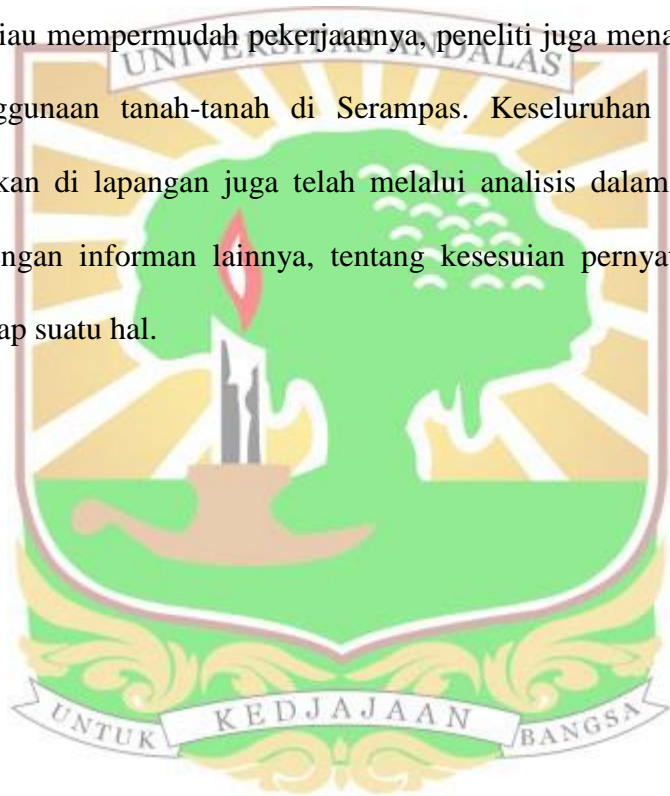 iau mempermudah pekerjaannya, peneliti juga mena
UNIVERSITAS ANDALAS
ggunaan tanah-tanah di Serampas. Keseluruhan
kan di lapangan juga telah melalui analisis dalam
ngan informan lainnya, tentang kesesuian pernya
ap suatu hal.
UNTUK KEDJAJAAN BANGSA